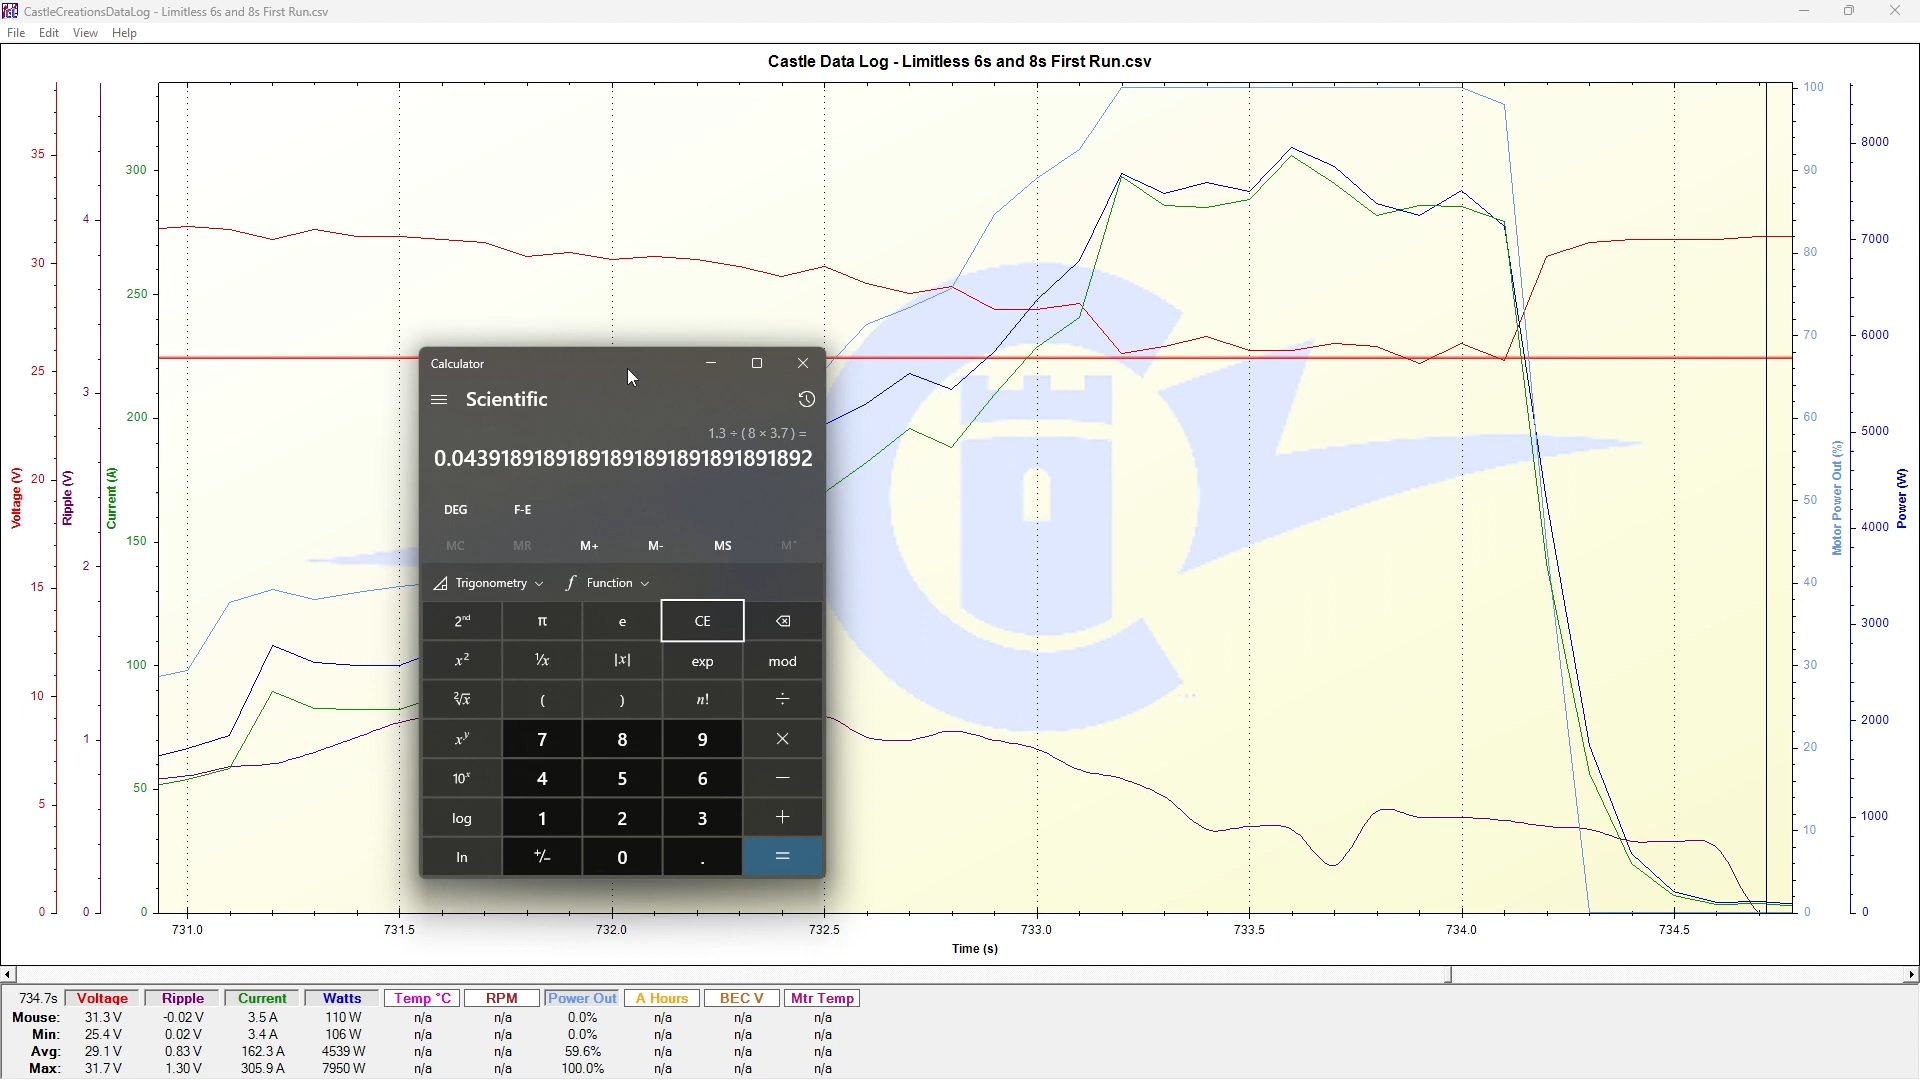 CastleCreationsDataLog - Limitless 6s and 8s First Run.csv
File Edit View Help
Castle Data Log - Limitless 6s and 8s First Run.csv
35
30
25
20
15
10
5
0
Voltage (V)
4
3
2
1
0
Ripple (V)
300
250
200
150
100
50
0
Current (A)
Calculator
Scientific
1.3 ÷ ( 8 × 3.7 ) =
0.04391891891891891891891891891892
DEG F-E
MC MR M+ M- MS M˅
Trigonometry Function
2nd π e CE
x² ¹/x |x| exp mod
²√x ( ) n! ÷
xʸ 7 8 9 ×
10ˣ 4 5 6 −
log 1 2 3 +
ln +/− 0 . =
100
90
80
70
60
50
40
30
20
10
0
Motor Power Out (%)
8000
7000
6000
5000
4000
3000
2000
1000
0
Power (W)
731.0 731.5 732.0 732.5 733.0 733.5 734.0 734.5
Time (s)
734.7s Voltage Ripple Current Watts Temp °C RPM Power Out A Hours BEC V Mtr Temp
Mouse: 31.3 V -0.02 V 3.5 A 110 W n/a n/a 0.0% n/a n/a n/a
Min: 25.4 V 0.02 V 3.4 A 106 W n/a n/a 0.0% n/a n/a n/a
Avg: 29.1 V 0.83 V 162.3 A 4539 W n/a n/a 59.6% n/a n/a n/a
Max: 31.7 V 1.30 V 305.9 A 7950 W n/a n/a 100.0% n/a n/a n/a